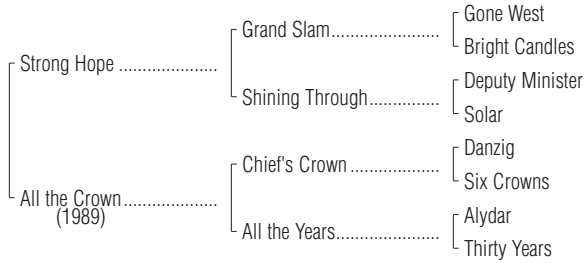 Gone West
Grand Slam..........................
Bright Candles
Strong Hope ....................
Deputy Minister
Shining Through.................
Solar
Danzig
Chief's Crown .....................
Six Crowns
All the Crown......................
(1989)
Alydar
All the Years.........................
Thirty Years